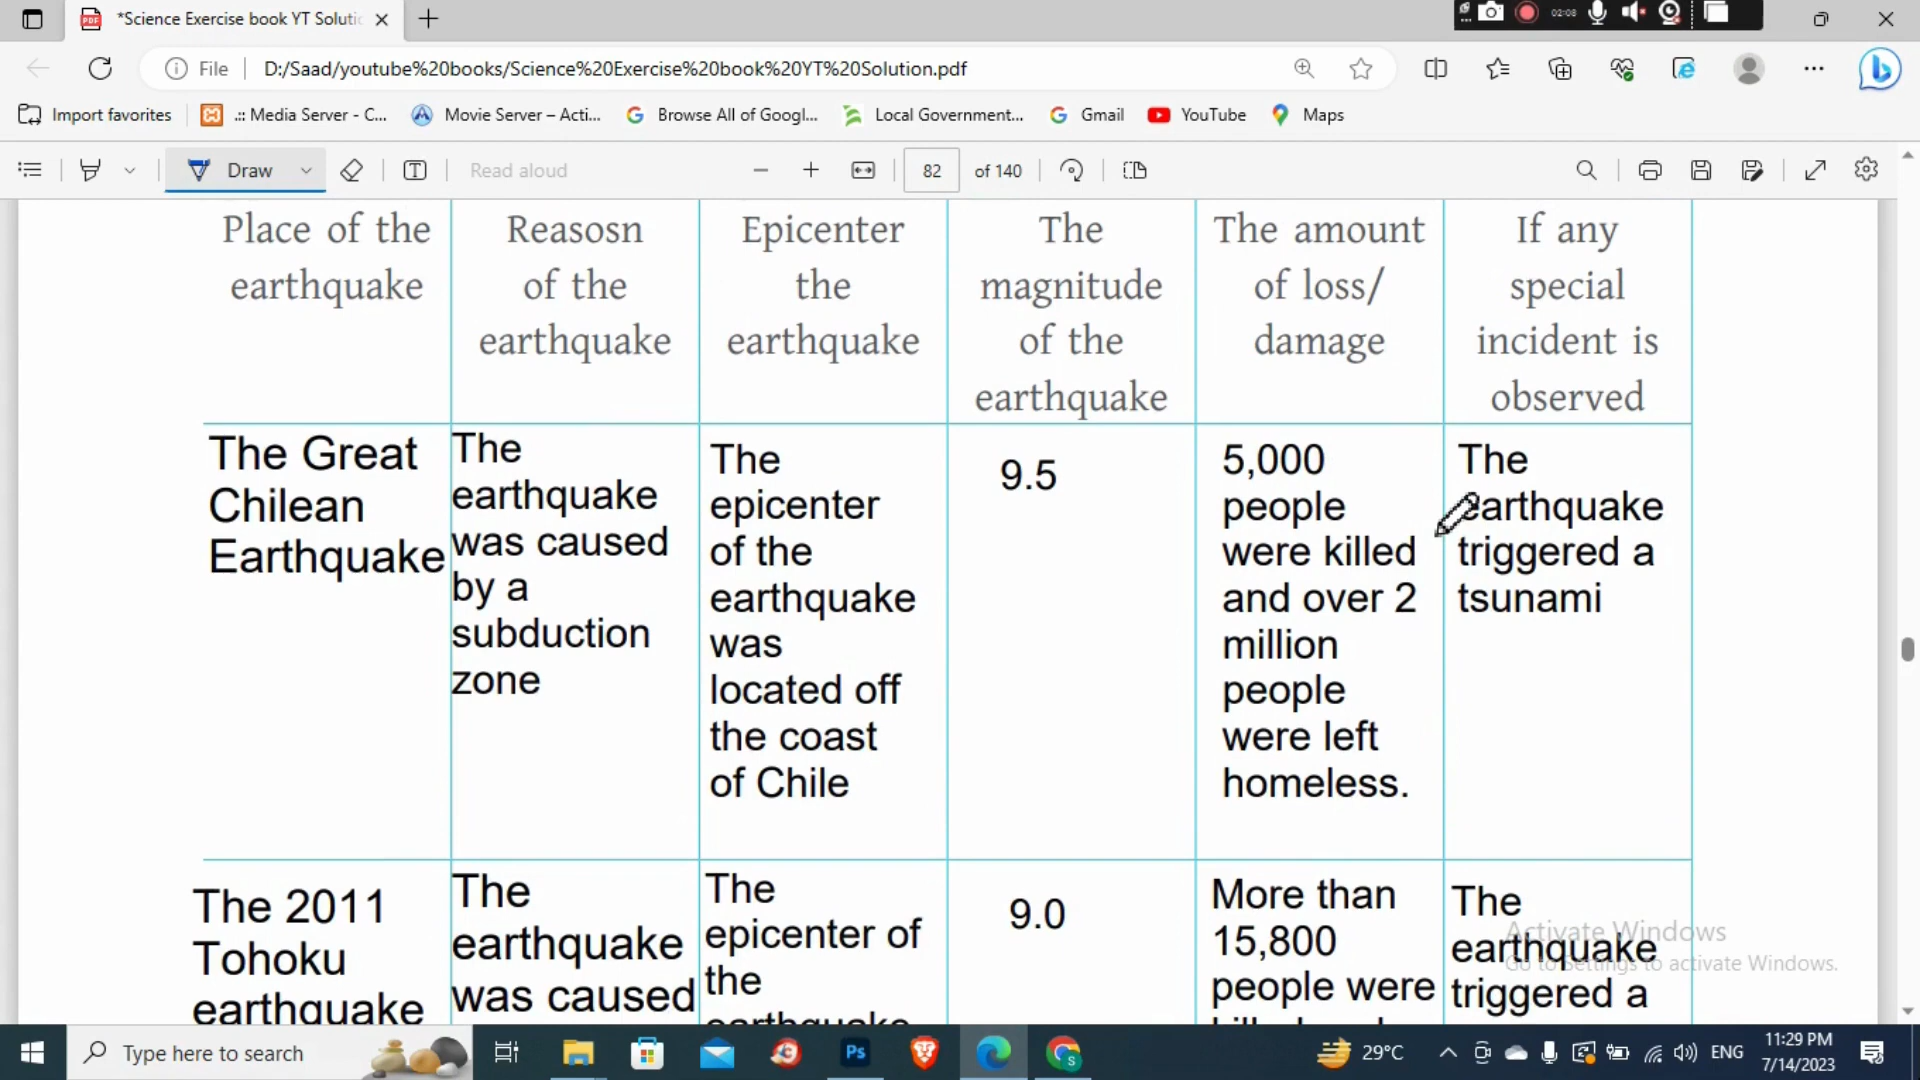 *Science Exercise book YT Soluti
02:08
File
D:/Saad/youtube%20books/Science%20Exercise%20book%20YT%20Solution.pdf
Import favorites
.:: Media Server - C...
Movie Server – Acti...
Browse All of Googl...
Local Government...
Gmail
YouTube
Maps
Draw
Read aloud
82
of 140
Place of the
earthquake
Reasosn
of the
earthquake
Epicenter
the
earthquake
The
magnitude
of the
earthquake
The amount
of loss/
damage
If any
special
incident is
observed
The Great
Chilean
Earthquake
The
earthquake
was caused
by a
subduction
zone
The
epicenter
of the
earthquake
was
located off
the coast
of Chile
9.5
5,000
people
were killed
and over 2
million
people
were left
homeless.
The
earthquake
triggered a
tsunami
The 2011
Tohoku
earthquake
The
earthquake
was caused
The
epicenter of
the
earthquake
9.0
More than
15,800
people were
The
earthquake
triggered a
Activate Windows
Go to Settings to activate Windows.
Type here to search
29°C
ENG
11:29 PM
7/14/2023